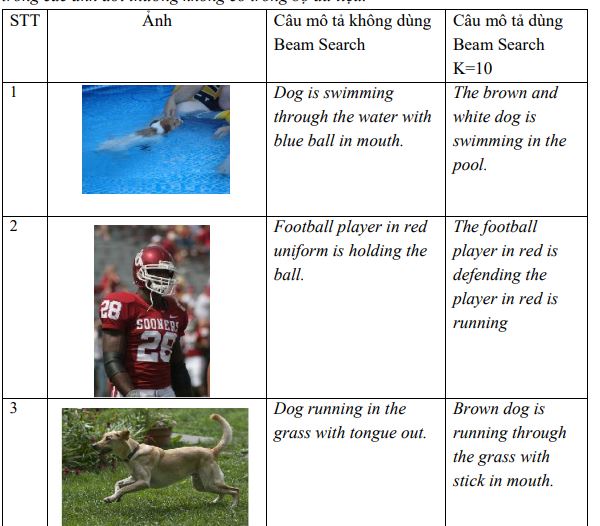 STT
Ảnh
Câu mô tả không dùng
Beam Search
Câu mô tả dùng
Beam Search
K=10
1
Dog is swimming
through the water with
blue ball in mouth.
The brown and
white dog is
swimming in the
pool.
2
28
SOONERS
28
Football player in red
uniform is holding the
ball.
The football
player in red is
defending the
player in red is
running
3
Dog running in the
grass with tongue out.
Brown dog is
running through
the grass with
stick in mouth.